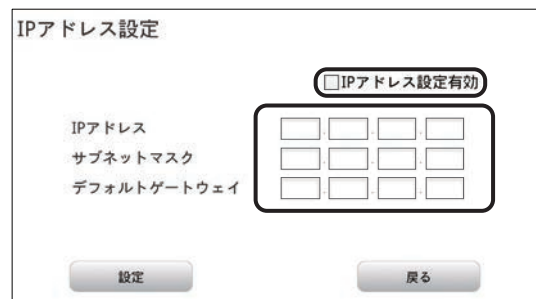 IPアドレス設定
□IPアドレス設定有効
IPアドレス
サブネットマスク
デフォルトゲートウェイ
設定
戻る